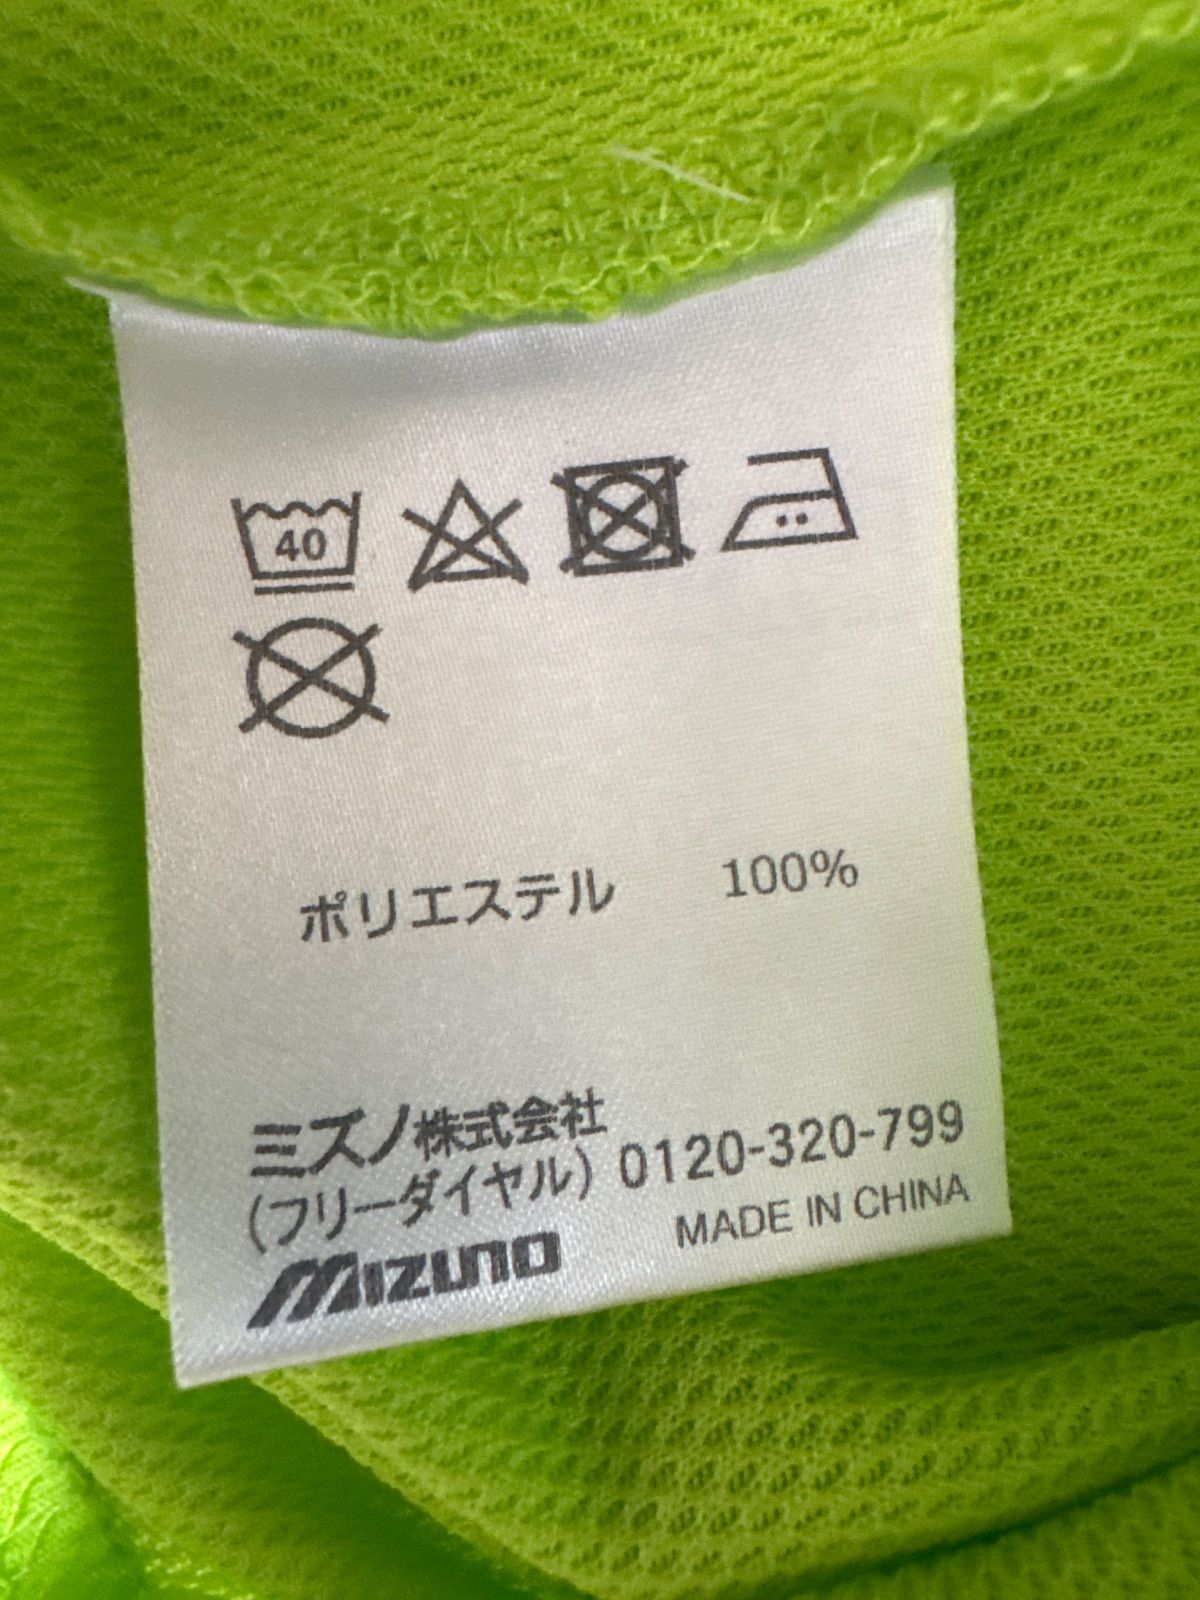 40
ポリエステル 100%
ミズノ株式会社
(フリーダイヤル) 0120-320-799
MIZUNO MADE IN CHINA